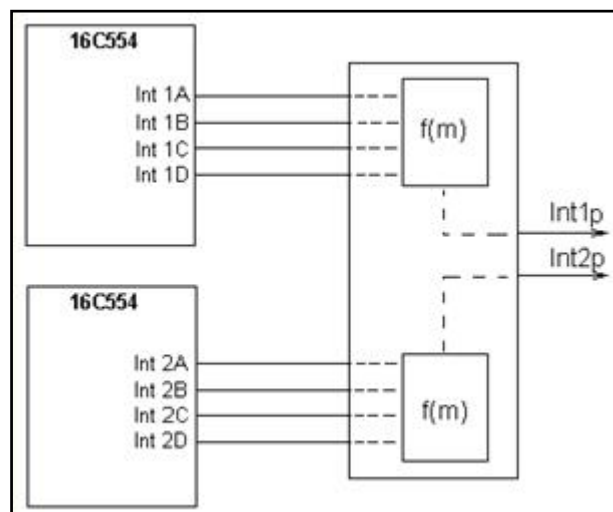 16C554
Int 1A
Int 1B
Int 1C
Int 1D
f(m)
Int1p
Int2p
16C554
Int 2A
Int 2B
Int 2C
Int 2D
f(m)